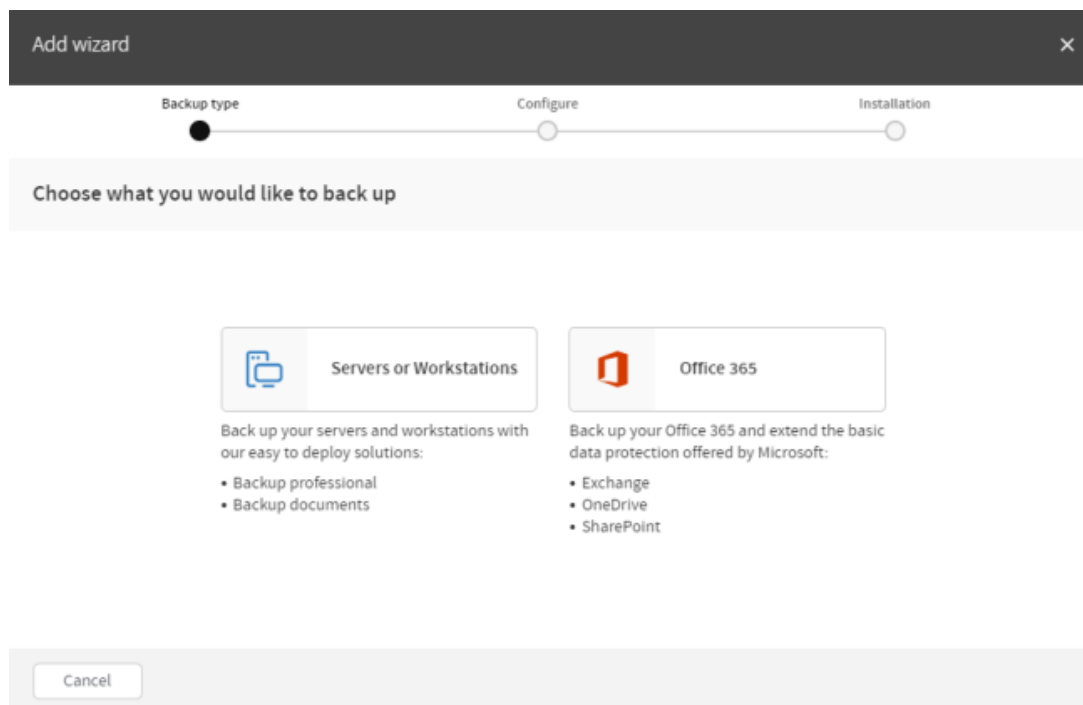 Add wizard
Backup type
Configure
Installation
Choose what you would like to back up
Servers or Workstations
Back up your servers and workstations with
our easy to deploy solutions:
• Backup professional
• Backup documents
Office 365
Back up your Office 365 and extend the basic
data protection offered by Microsoft:
• Exchange
• OneDrive
• SharePoint
Cancel